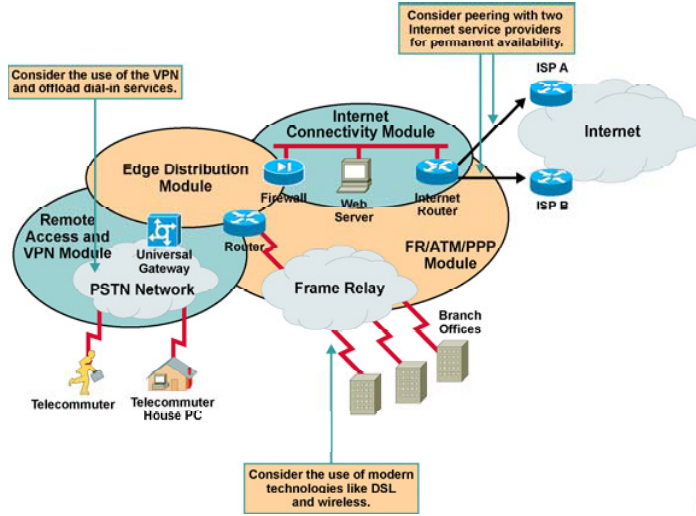 Consider peering with two
Internet service providers
for permanent availability.
Consider the use of the VPN
and offload dial-in services.
ISP A
Internet
Internet
Connectivity Module
Edge Distribution
Module
Firewall
Web
Server
Internet
Router
ISP B
Remote
Access and
VPN Module
Universal
Gateway
Router
FR/ATM/PPP
Module
PSTN Network
Frame Relay
Branch
Offices
Telecommuter
Telecommuter
House PC
Consider the use of modern
technologies like DSL
and wireless.